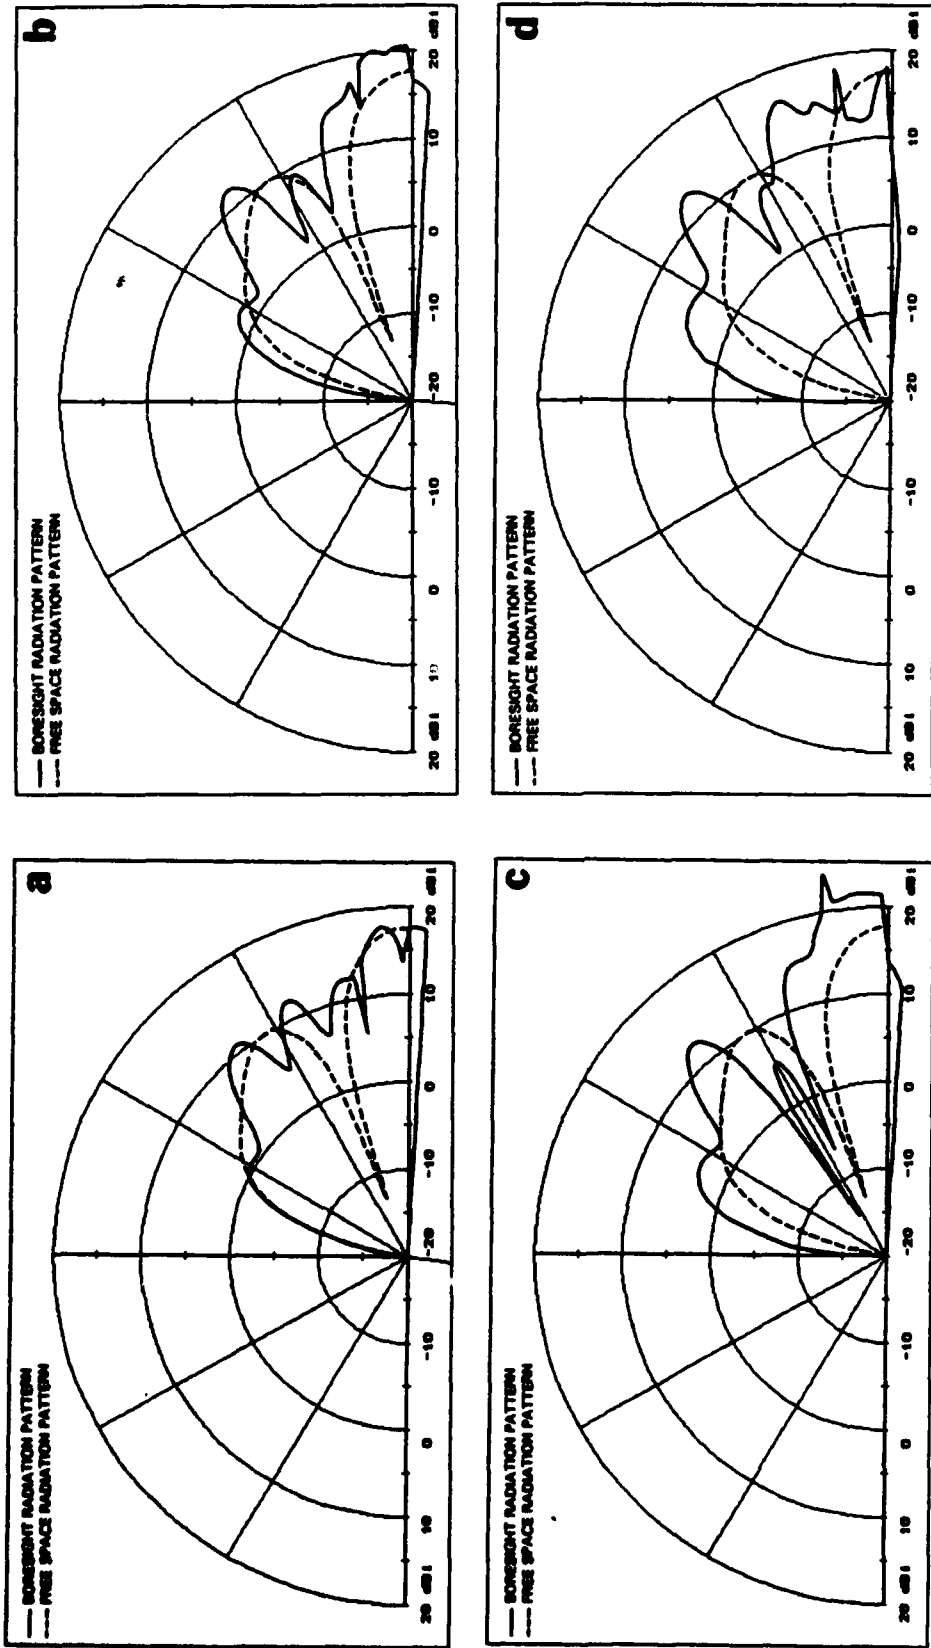 a
— BORESIGHT RADIATION PATTERN
--- FREE SPACE RADIATION PATTERN
20 dBi 10 0 -10 -20 -10 0 10 20 dBi
b
— BORESIGHT RADIATION PATTERN
--- FREE SPACE RADIATION PATTERN
20 dBi 10 0 -10 -20 -10 0 10 20 dBi
c
— BORESIGHT RADIATION PATTERN
--- FREE SPACE RADIATION PATTERN
20 dBi 10 0 -10 -20 -10 0 10 20 dBi
d
— BORESIGHT RADIATION PATTERN
--- FREE SPACE RADIATION PATTERN
20 dBi 10 0 -10 -20 -10 0 10 20 dBi